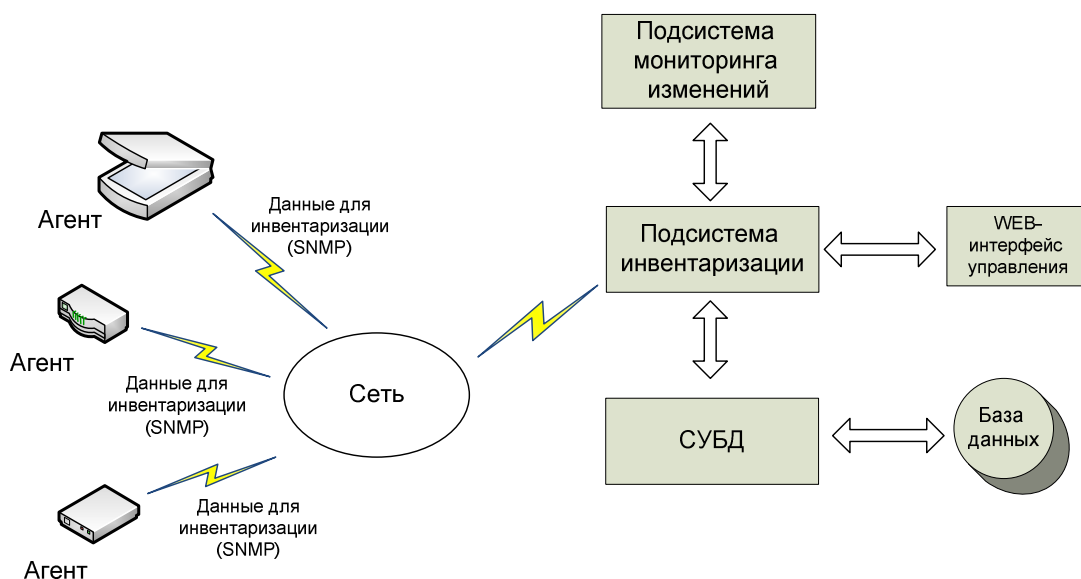 Подсистема
мониторинга
изменений
Агент
Данные для
инвентаризации
(SNMP)
Подсистема
инвентаризации
WEB–
интерфейс
управления
Агент
Данные для
инвентаризации
(SNMP)
Сеть
СУБД
База
данных
Данные для
инвентаризации
(SNMP)
Агент